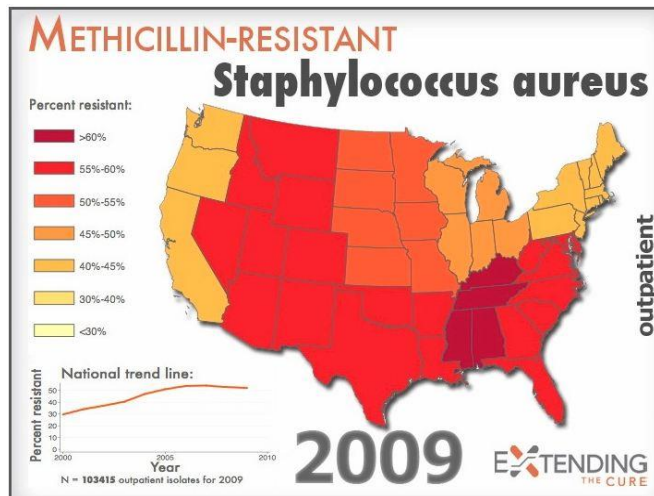 METHICILLIN-RESISTANT
Staphylococcus aureus
Percent resistant:
>60%
55%-60%
50%-55%
45%-50%
40%-45%
30%-40%
<30%
outpatient
National trend line:
Percent resistant
50
40
30
20
10
0
2000
2005
2010
Year
N = 103415 outpatient isolates for 2009
2009
EXTENDING
THE CURE